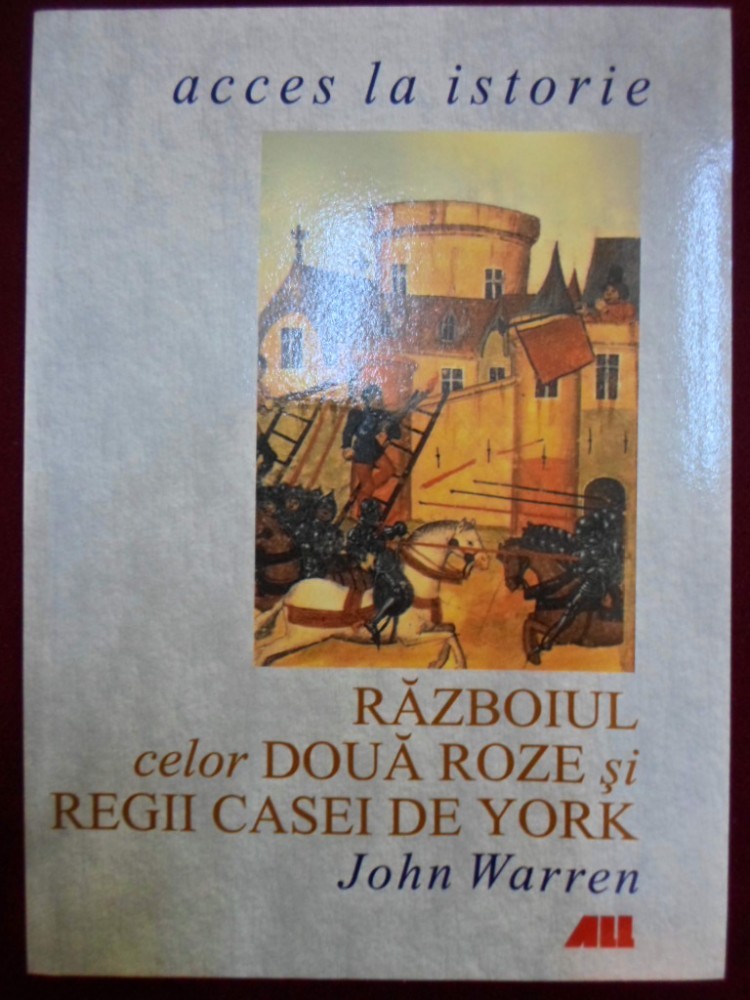 acces la istorie
RĂZBOIUL
celor DOUĂ ROZE şi
REGII CASEI DE YORK
John Warren
ALL